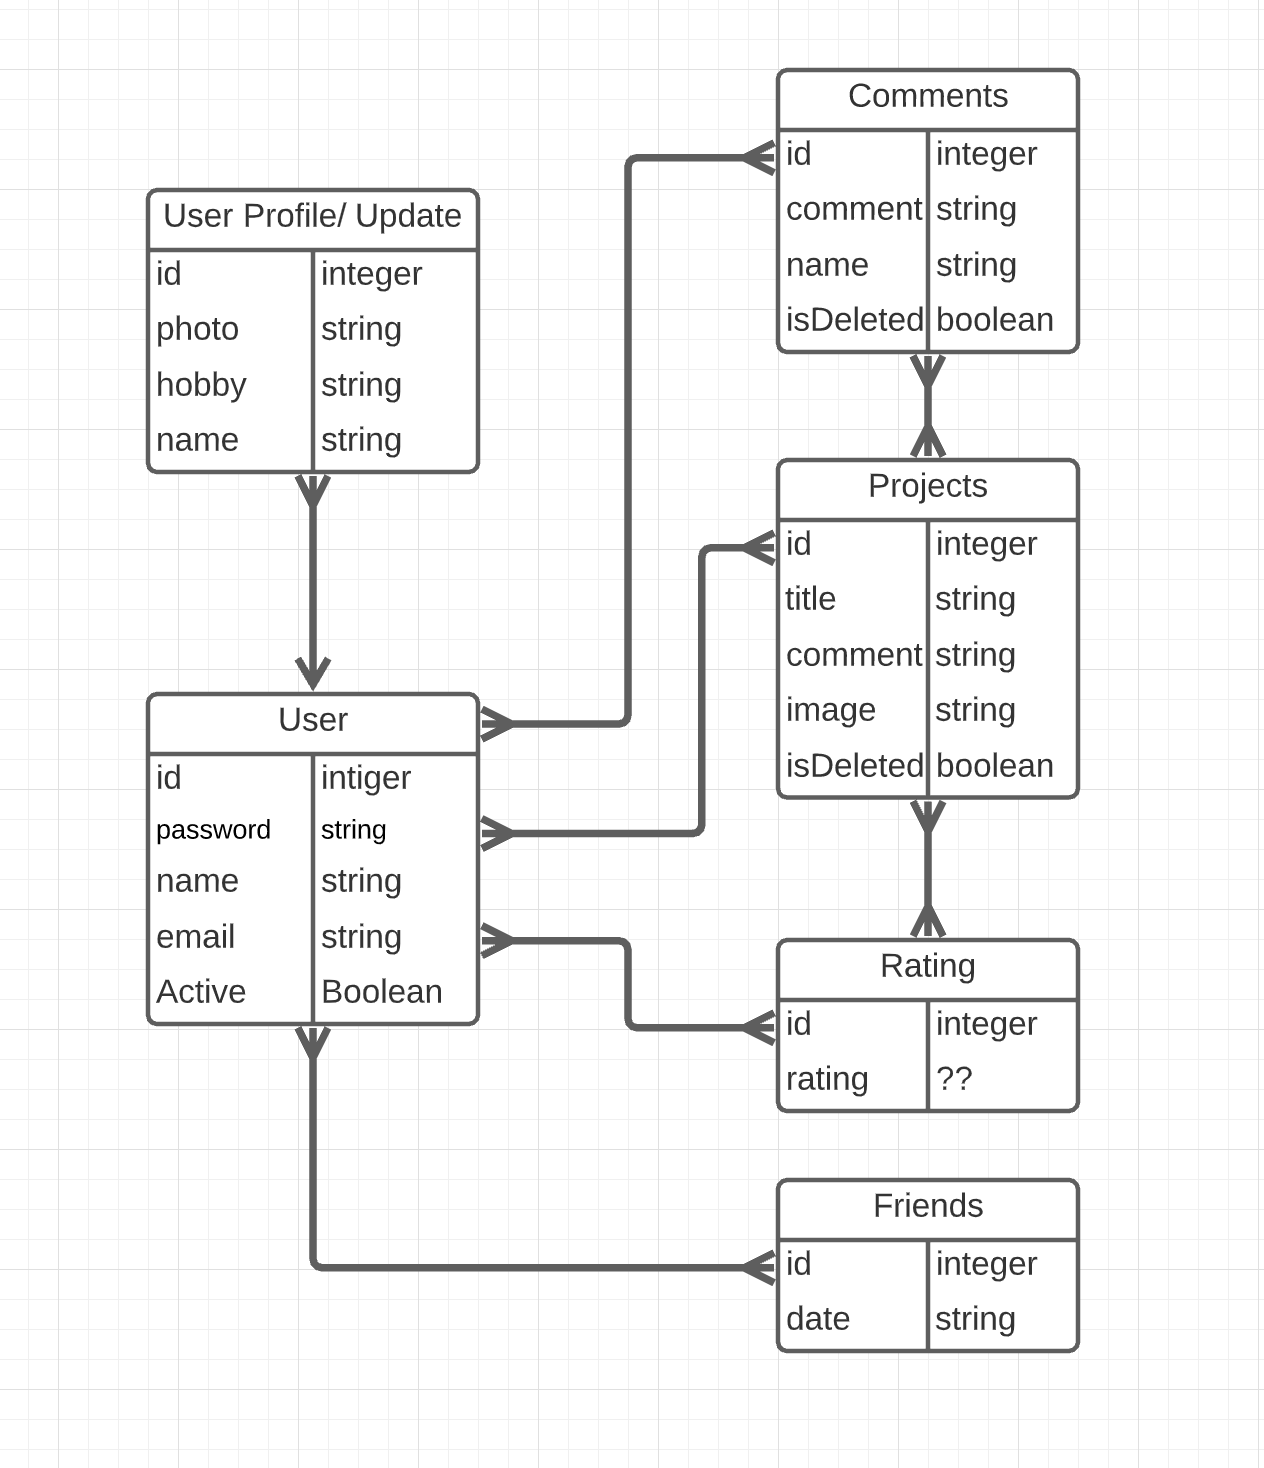 User Profile/ Update
id integer
photo string
hobby string
name string
User
id intiger
password string
name string
email string
Active Boolean
Comments
id integer
comment string
name string
isDeleted boolean
Projects
id integer
title string
comment string
image string
isDeleted boolean
Rating
id integer
rating ??
Friends
id integer
date string